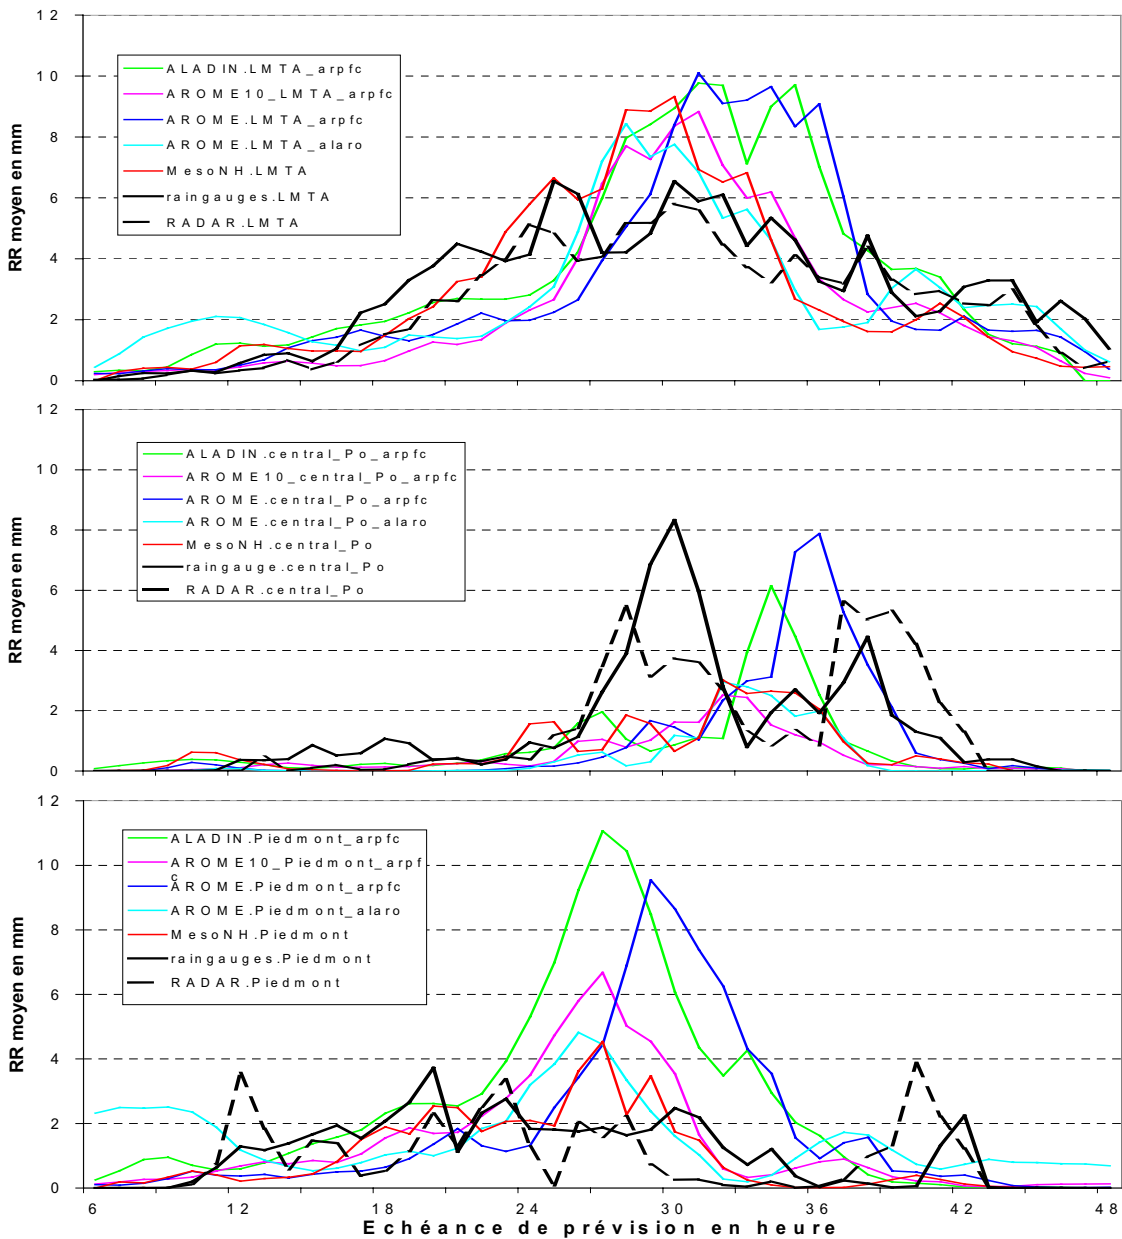 12
10
8
6
4
2
0
RR moyen en mm
ALADIN.LMTA_arpfc
AROME10_LMTA_arpfc
AROME.LMTA_arpfc
AROME.LMTA_alaro
MesoNH.LMTA
raingauges.LMTA
RADAR.LMTA
12
10
8
6
4
2
0
RR moyen en mm
ALADIN.central_Po_arpfc
AROME10_central_Po_arpfc
AROME.central_Po_arpfc
AROME.central_Po_alaro
MesoNH.central_Po
raingauge.central_Po
RADAR.central_Po
12
10
8
6
4
2
0
RR moyen en mm
ALADIN.Piedmont_arpfc
AROME10_Piedmont_arpf
c
AROME.Piedmont_arpfc
AROME.Piedmont_alaro
MesoNH.Piedmont
raingauges.Piedmont
RADAR.Piedmont
6 12 18 24 30 36 42 48
Echéance de prévision en heure